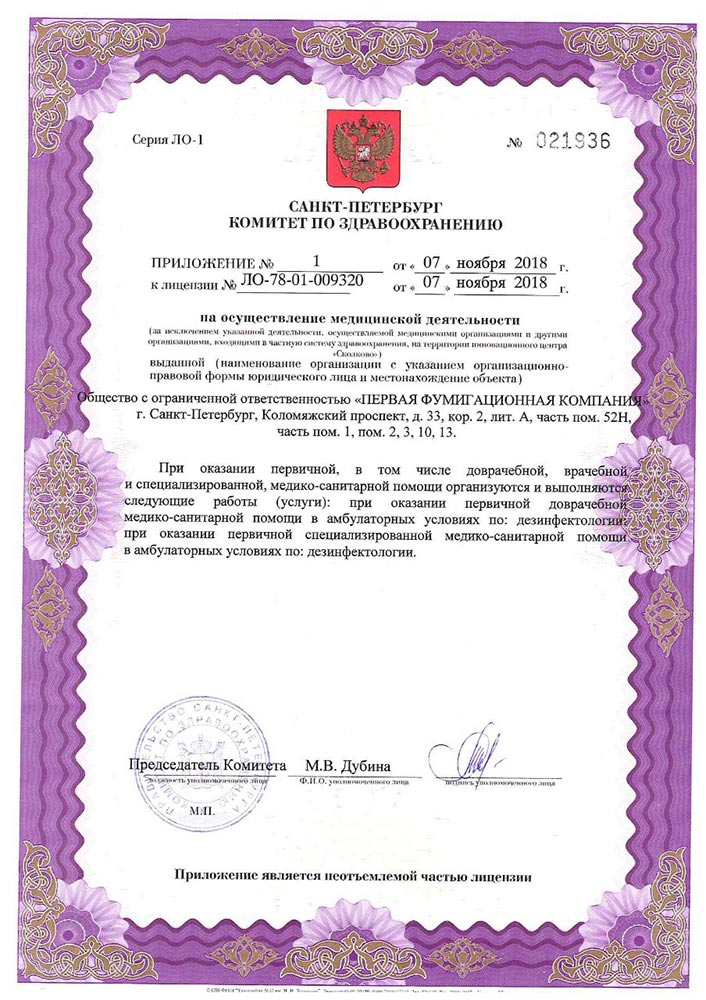 Серия ЛО-1
№ 021936
САНКТ-ПЕТЕРБУРГ
КОМИТЕТ ПО ЗДРАВООХРАНЕНИЮ
ПРИЛОЖЕНИЕ № 1 от « 07 » ноября 2018 г.
к лицензии № ЛО-78-01-009320 от « 07 » ноября 2018 г.
на осуществление медицинской деятельности
(за исключением указанной деятельности, осуществляемой медицинскими организациями и другими
организациями, входящими в частную систему здравоохранения, на территории инновационного центра
«Сколково»)
выданной (наименование организации с указанием организационно-
правовой формы юридического лица и местонахождение объекта)
Общество с ограниченной ответственностью «ПЕРВАЯ ФУМИГАЦИОННАЯ КОМПАНИЯ»
г. Санкт-Петербург, Коломяжский проспект, д. 33, кор. 2, лит. А, часть пом. 52Н,
часть пом. 1, пом. 2, 3, 10, 13.
При оказании первичной, в том числе доврачебной, врачебной
и специализированной, медико-санитарной помощи организуются и выполняются
следующие работы (услуги): при оказании первичной доврачебной
медико-санитарной помощи в амбулаторных условиях по: дезинфектологии;
при оказании первичной специализированной медико-санитарной помощи
в амбулаторных условиях по: дезинфектологии.
ПРАВИТЕЛЬСТВО САНКТ-ПЕТЕРБУРГА
КОМИТЕТ ПО ЗДРАВООХРАНЕНИЮ
Председатель Комитета М.В. Дубина
должность уполномоченного лица Ф.И.О. уполномоченного лица подпись уполномоченного лица
М.П.
Приложение является неотъемлемой частью лицензии